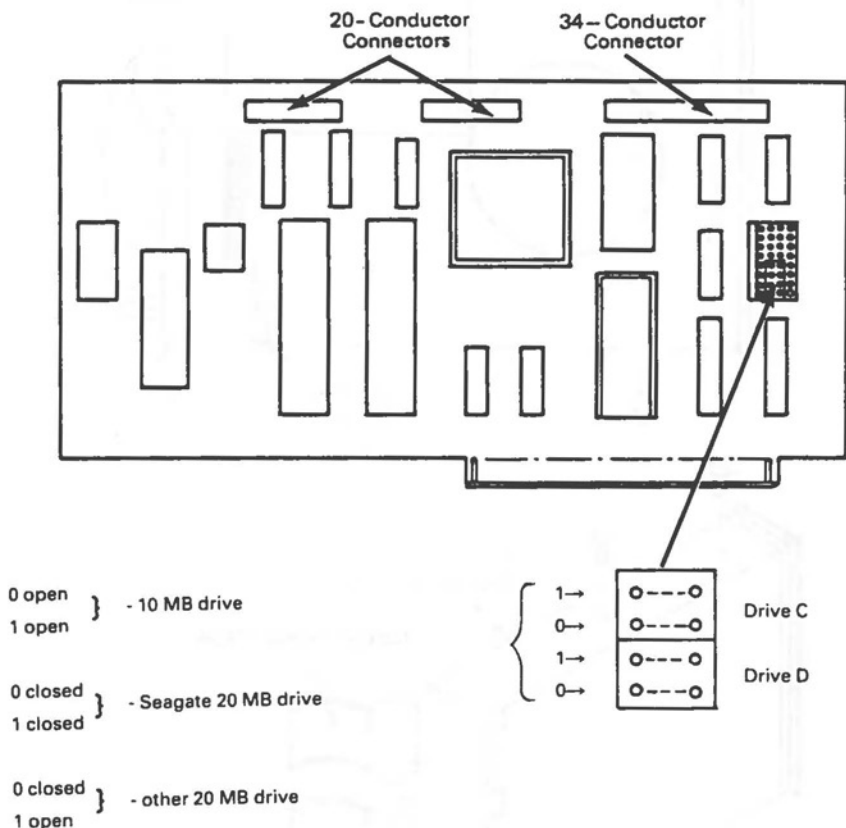 20-Conductor
Connectors
34-Conductor
Connector
0 open
1 open
} - 10 MB drive
0 closed
1 closed
} - Seagate 20 MB drive
0 closed
1 open
} - other 20 MB drive
{
1→
0→
Drive C
1→
0→
Drive D